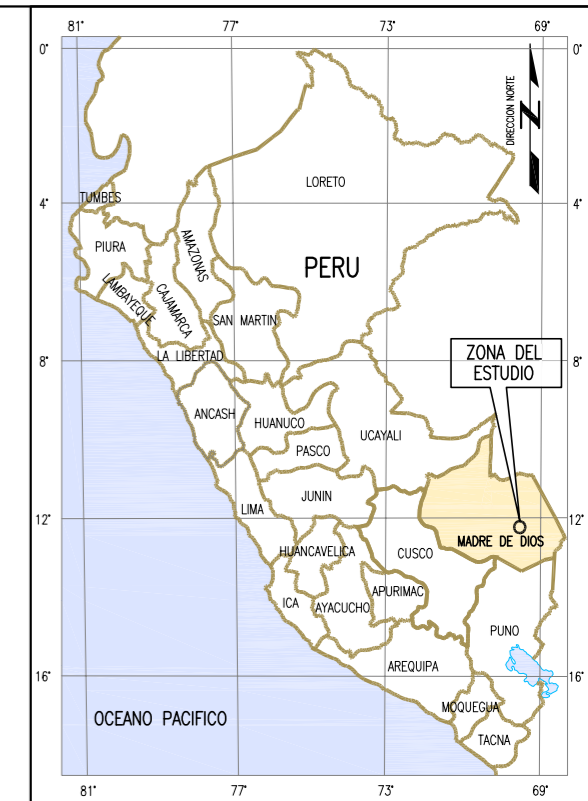 81°
77°
73°
69°
0°
0°
DIRECCION NORTE
N
LORETO
TUMBES
4°
4°
PIURA
AMAZONAS
PERU
LAMBAYEQUE
CAJAMARCA
SAN MARTIN
ZONA DEL
ESTUDIO
LA LIBERTAD
8°
8°
ANCASH
HUANUCO
UCAYALI
PASCO
JUNIN
LIMA
12°
12°
MADRE DE DIOS
HUANCAVELICA
CUSCO
APURIMAC
ICA
AYACUCHO
PUNO
AREQUIPA
16°
16°
MOQUEGUA
OCEANO PACIFICO
TACNA
81°
77°
73°
69°